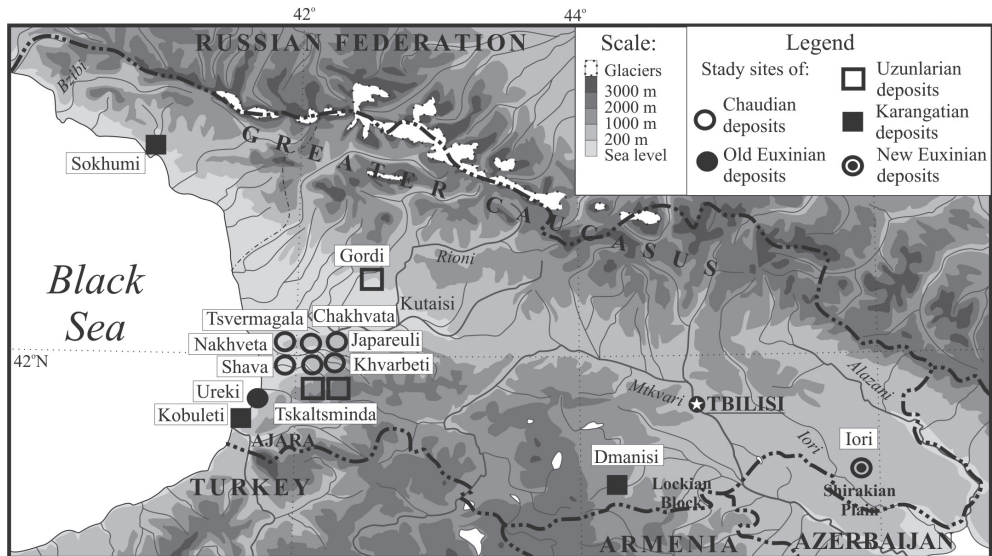 42°
44°
RUSSIAN FEDERATION
Bzibi
Sokhumi
GREATER CAUCASUS
Scale:
Glaciers
3000 m
2000 m
1000 m
200 m
Sea level
Legend
Study sites of:
Chaudian
deposits
Old Euxinian
deposits
Uzunlarian
deposits
Karangatian
deposits
New Euxinian
deposits
Black
Sea
Gordi
Rioni
Kutaisi
Tsvermagala
Chakhvata
Nakhveta
Japareuli
42°N
Shava
Khvarbeti
Ureki
Kobuleti
Tskaltsminda
AJARA
TURKEY
Mtkvari
TBILISI
Alazani
Iori
Iori
Dmanisi
Lockian
Block
Shirakian
Plain
ARMENIA
AZERBAIJAN